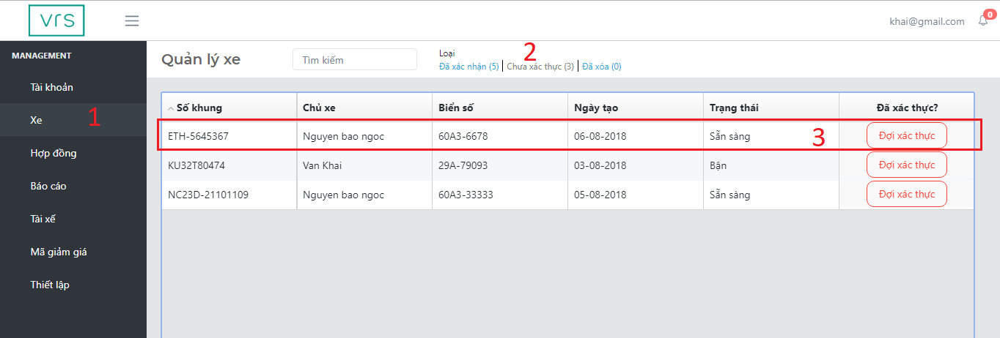 vrs
khai@gmail.com
0
MANAGEMENT
Tài khoản
Xe
1
Hợp đồng
Báo cáo
Tài xế
Mã giảm giá
Thiết lập
Quản lý xe
Tìm kiếm
Loại
2
Đã xác nhận (5) | Chưa xác thực (3) | Đã xóa (0)
Số khung Chủ xe Biển số Ngày tạo Trạng thái Đã xác thực?
ETH-5645367 Nguyen bao ngoc 60A3-6678 06-08-2018 Sẵn sàng 3 Đợi xác thực
KU32T80474 Van Khai 29A-79093 03-08-2018 Bận Đợi xác thực
NC23D-21101109 Nguyen bao ngoc 60A3-33333 05-08-2018 Sẵn sàng Đợi xác thực